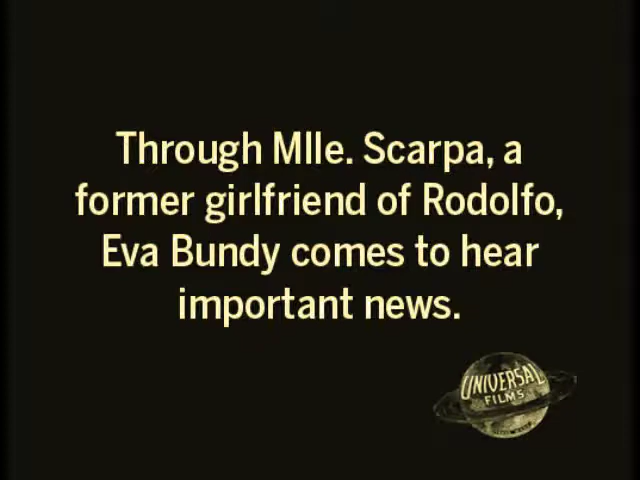 Through Mlle. Scarpa, a
former girlfriend of Rodolfo,
Eva Bundy comes to hear
important news.
UNIVERSAL
FILMS